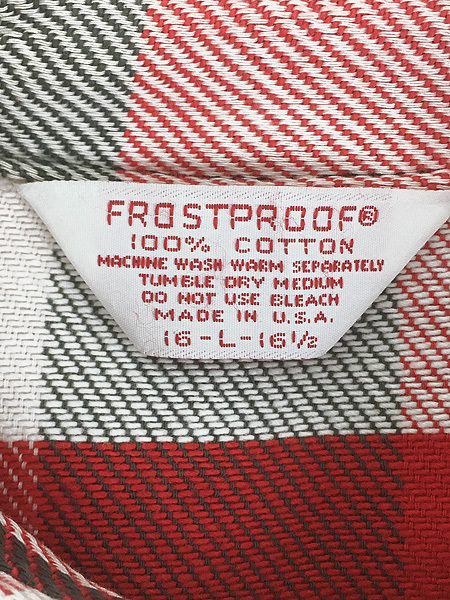 FROSTPROOF®
100% COTTON
MACHINE WASH WARM SEPARATELY
TUMBLE DRY MEDIUM
DO NOT USE BLEACH
MADE IN U.S.A.
16-L-16½